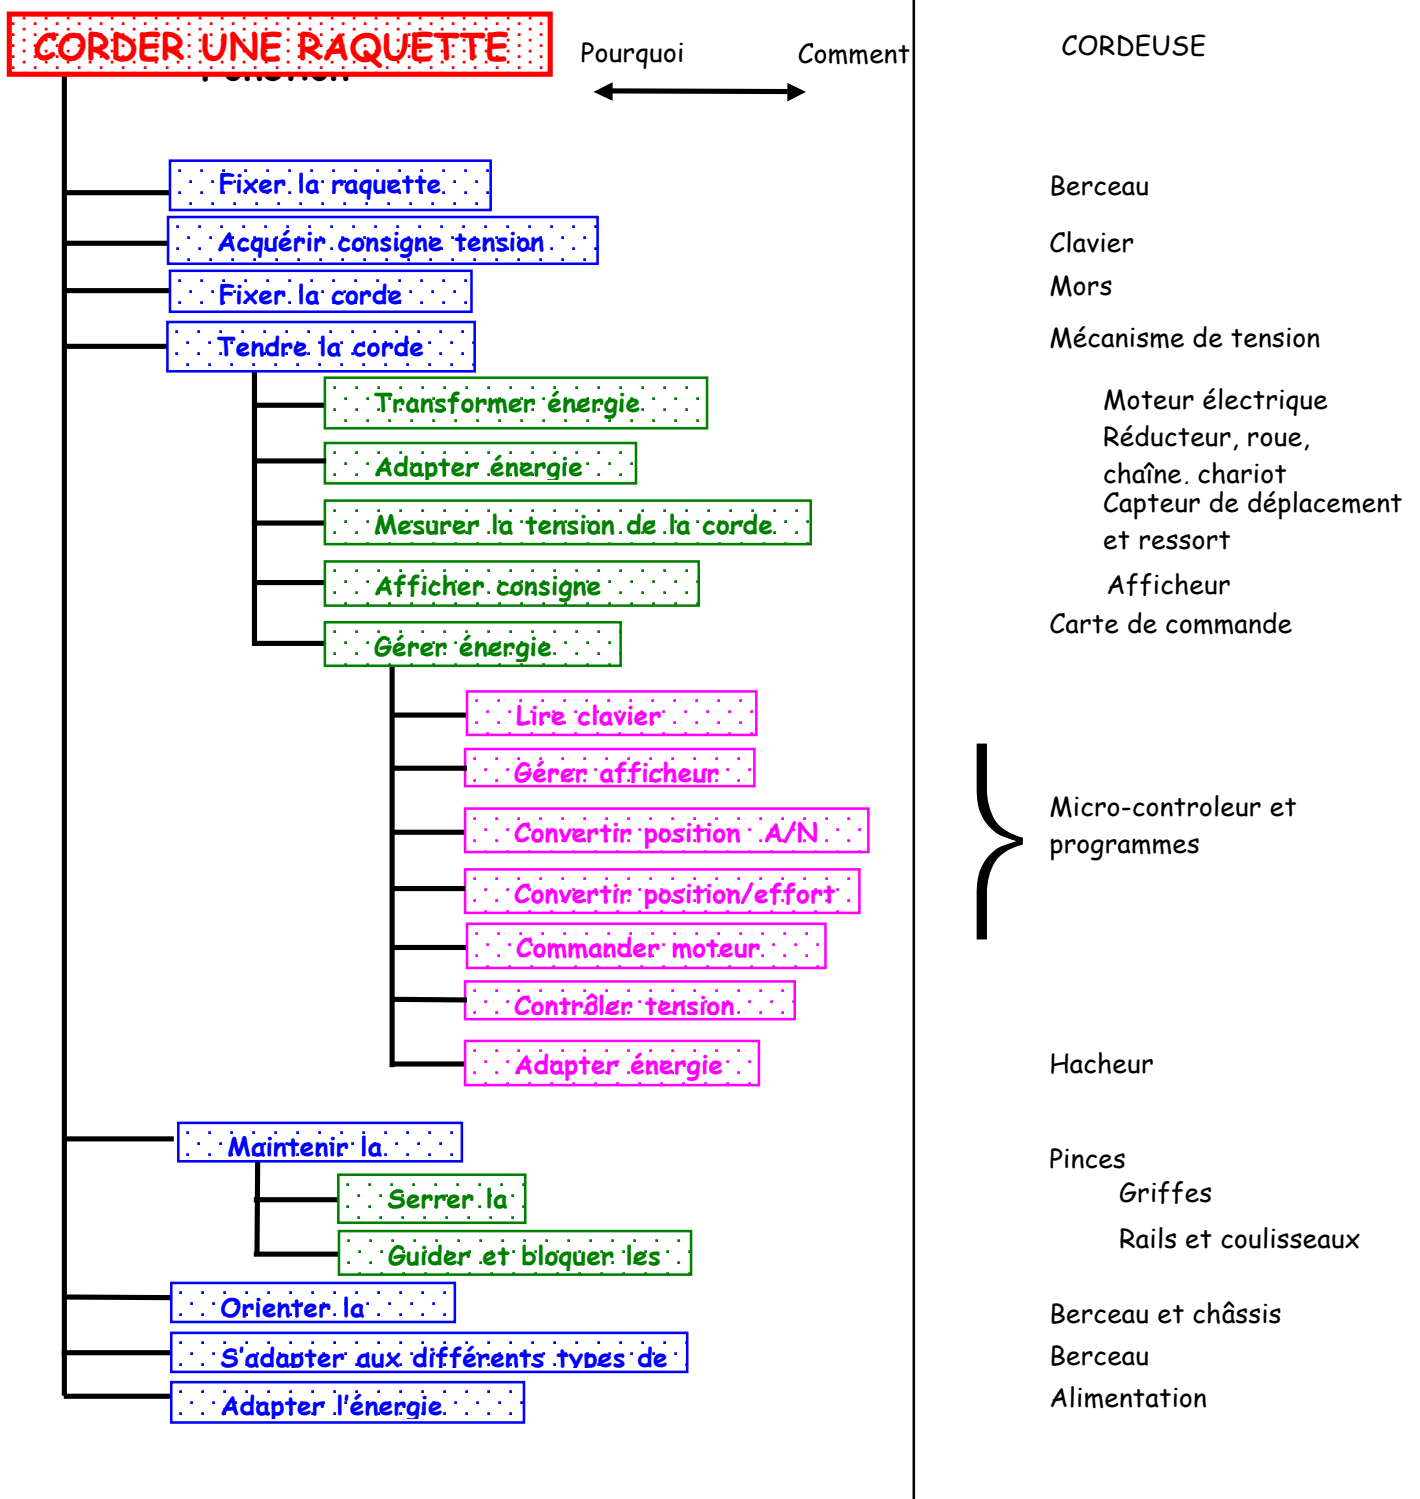 CORDER UNE RAQUETTE
Pourquoi
Comment
CORDEUSE
Fixer la raquette
Berceau
Acquérir consigne tension
Clavier
Fixer la corde
Mors
Tendre la corde
Mécanisme de tension
Transformer énergie
Moteur électrique
Adapter énergie
Réducteur, roue,
chaîne, chariot
Mesurer la tension de la corde
Capteur de déplacement
et ressort
Afficher consigne
Afficheur
Gérer énergie
Carte de commande
Lire clavier
Gérer afficheur
Convertir position A/N
Convertir position/effort
Commander moteur
Contrôler tension
Micro-controleur et
programmes
Adapter énergie
Hacheur
Maintenir la
Pinces
Serrer la
Griffes
Guider et bloquer les
Rails et coulisseaux
Orienter la
Berceau et châssis
S'adapter aux différents types de
Berceau
Adapter l'énergie
Alimentation